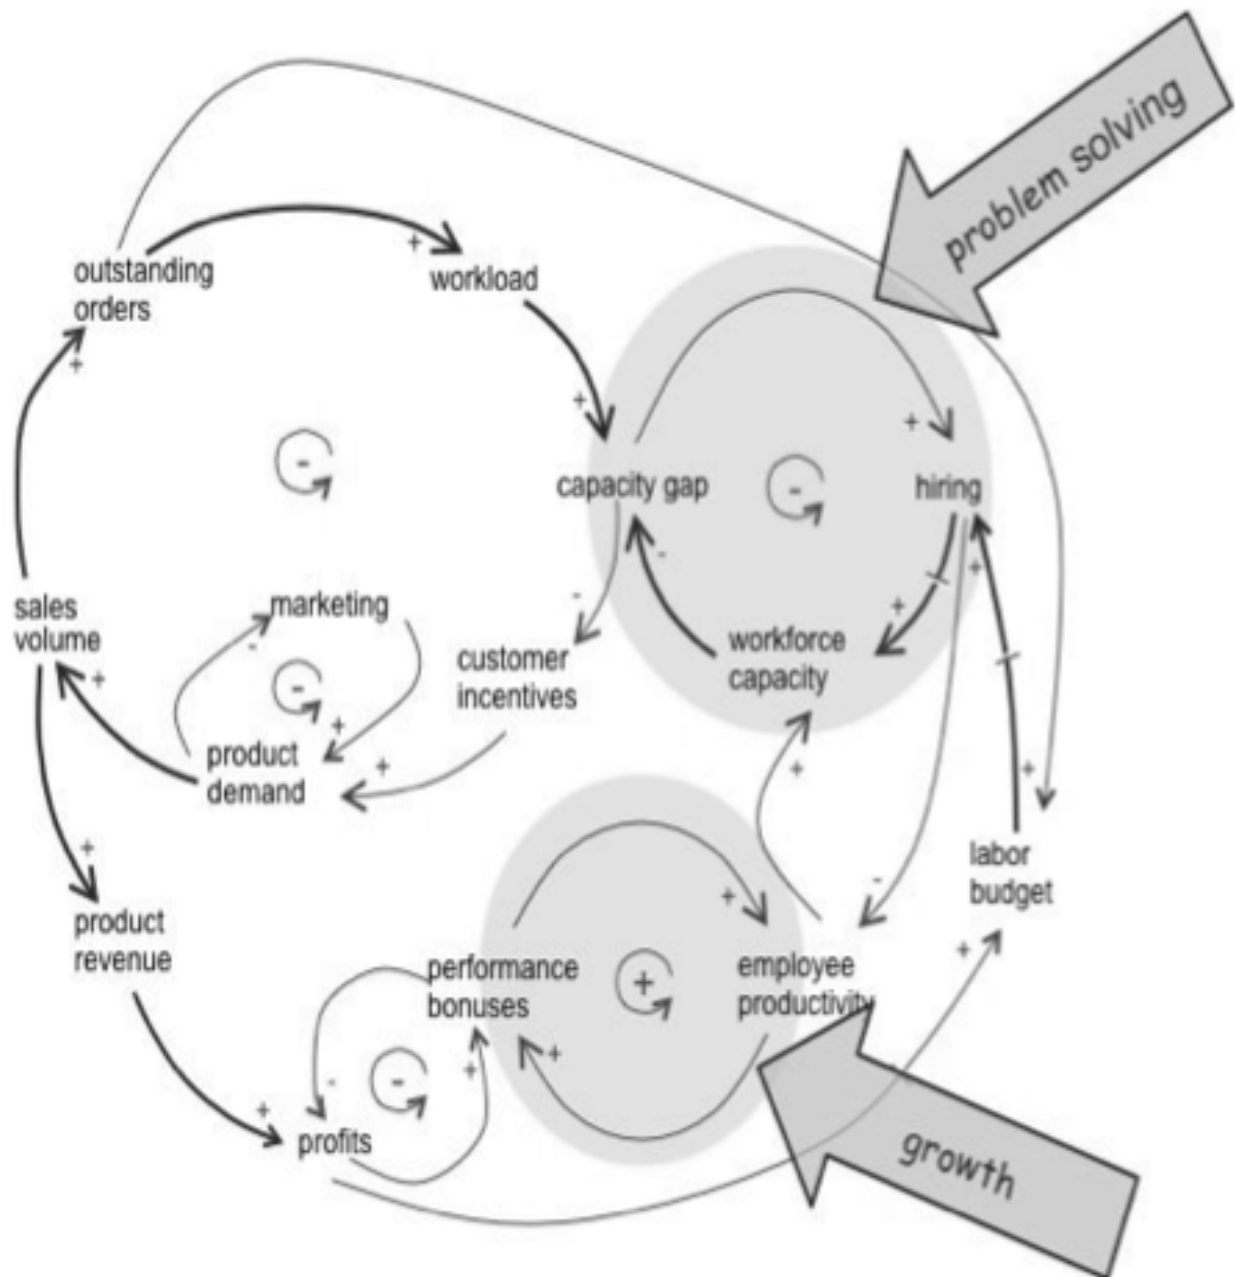 problem solving
outstanding
orders
+
workload
+
+
+
capacity gap
-
hiring
-
+
-
-
+
+
sales
volume
marketing
-
workforce
capacity
customer
incentives
+
-
+
product
demand
+
+
+
+
labor
budget
-
+
product
revenue
performance
bonuses
+
employee
productivity
+
+
-
-
+
+
profits
growth